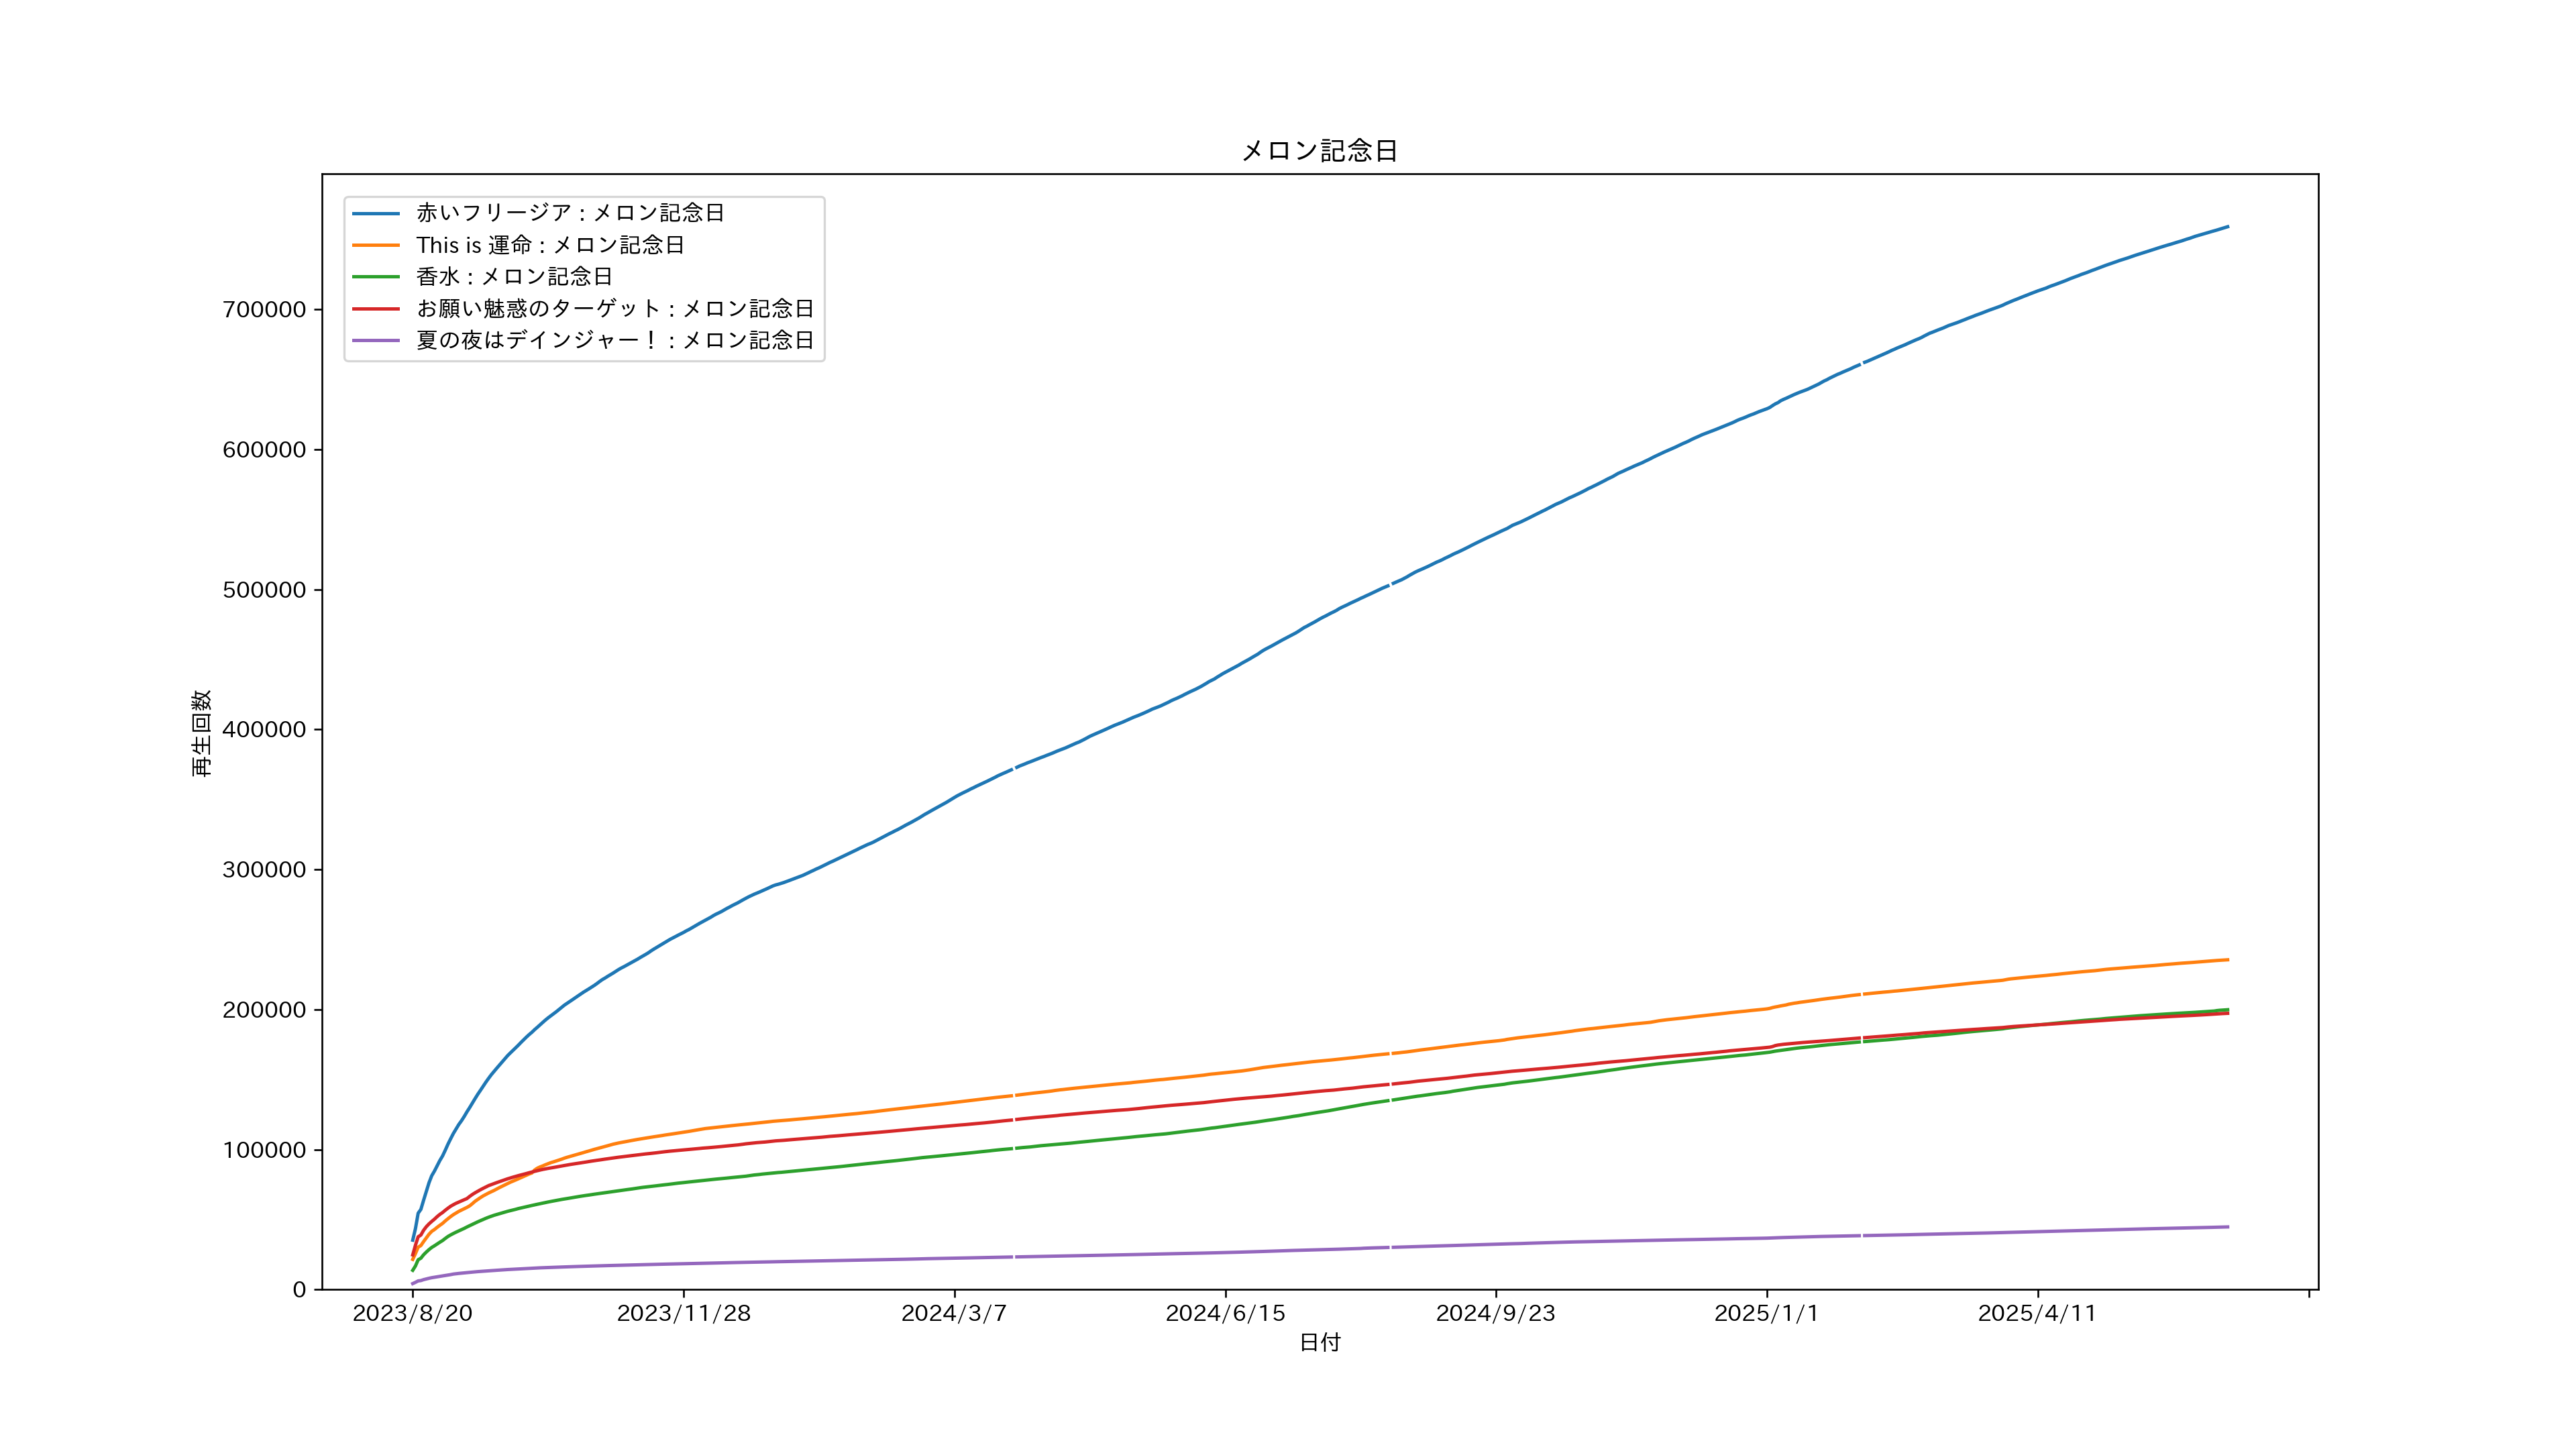 メロン記念日
赤いフリージア : メロン記念日
This is 運命 : メロン記念日
香水 : メロン記念日
お願い魅惑のターゲット : メロン記念日
夏の夜はデインジャー！ : メロン記念日
再生回数
700000
600000
500000
400000
300000
200000
100000
0
2023/8/20
2023/11/28
2024/3/7
2024/6/15
2024/9/23
2025/1/1
2025/4/11
日付